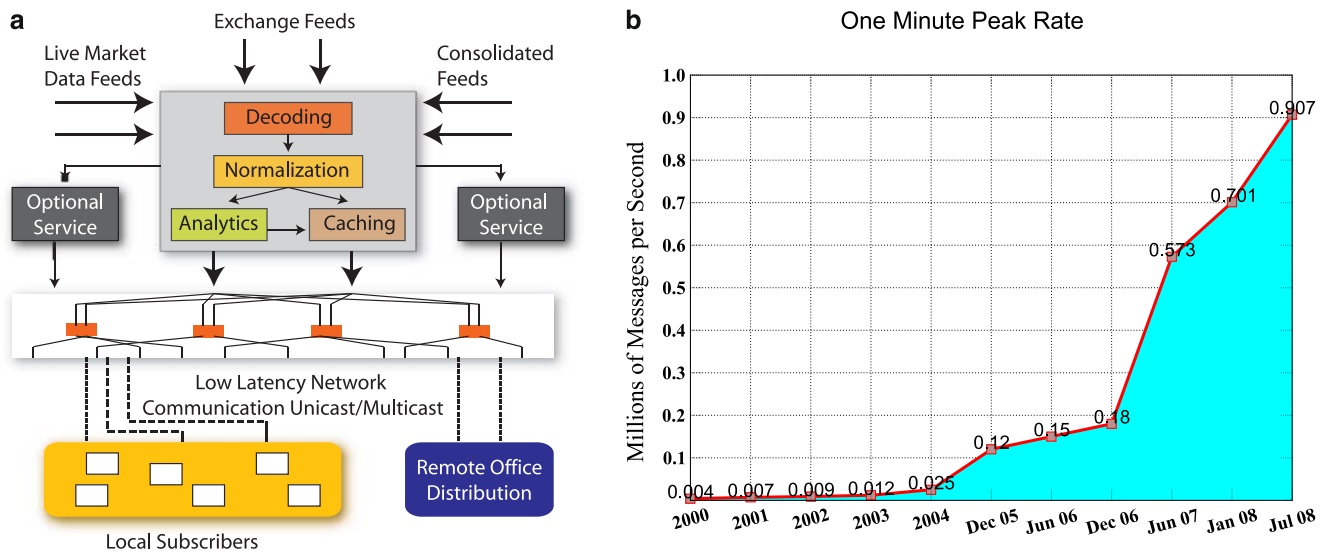 a
Exchange Feeds
Live Market
Data Feeds
Consolidated
Feeds
Decoding
Normalization
Analytics
Caching
Optional
Service
Optional
Service
Low Latency Network
Communication Unicast/Multicast
Remote Office
Distribution
Local Subscribers
b
One Minute Peak Rate
Millions of Messages per Second
1.0
0.9
0.8
0.7
0.6
0.5
0.4
0.3
0.2
0.1
0.004
0.007
0.009
0.012
0.025
0.12
0.15
0.18
0.573
0.701
0.907
2000
2001
2002
2003
2004
Dec 05
Jun 06
Dec 06
Jun 07
Jan 08
Jul 08